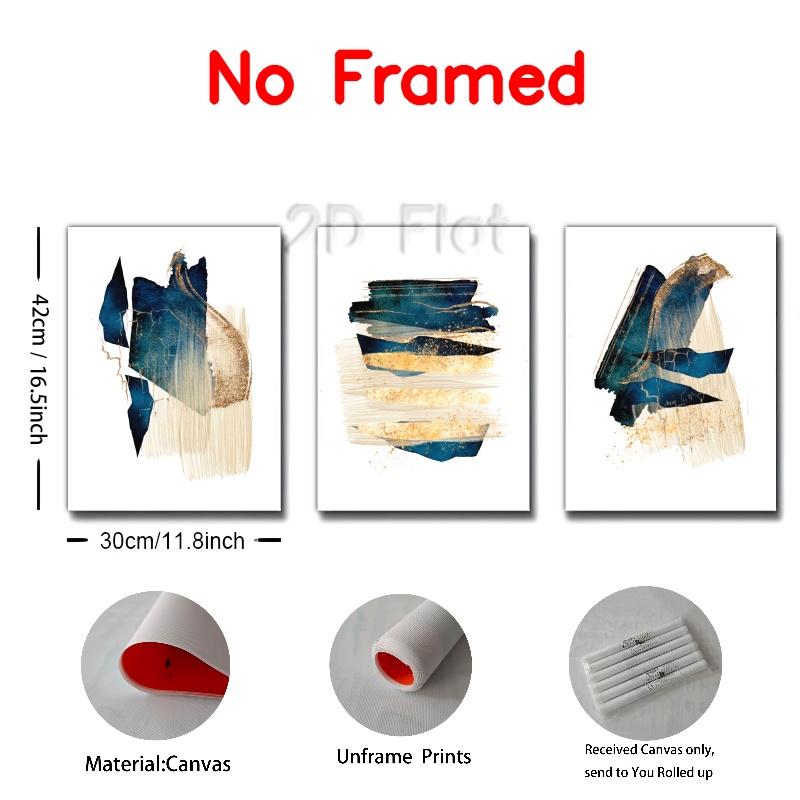 No Framed
2D Flat
42cm / 16.5inch
30cm/11.8inch
Material:Canvas
Unframe Prints
Received Canvas only,
send to You Rolled up